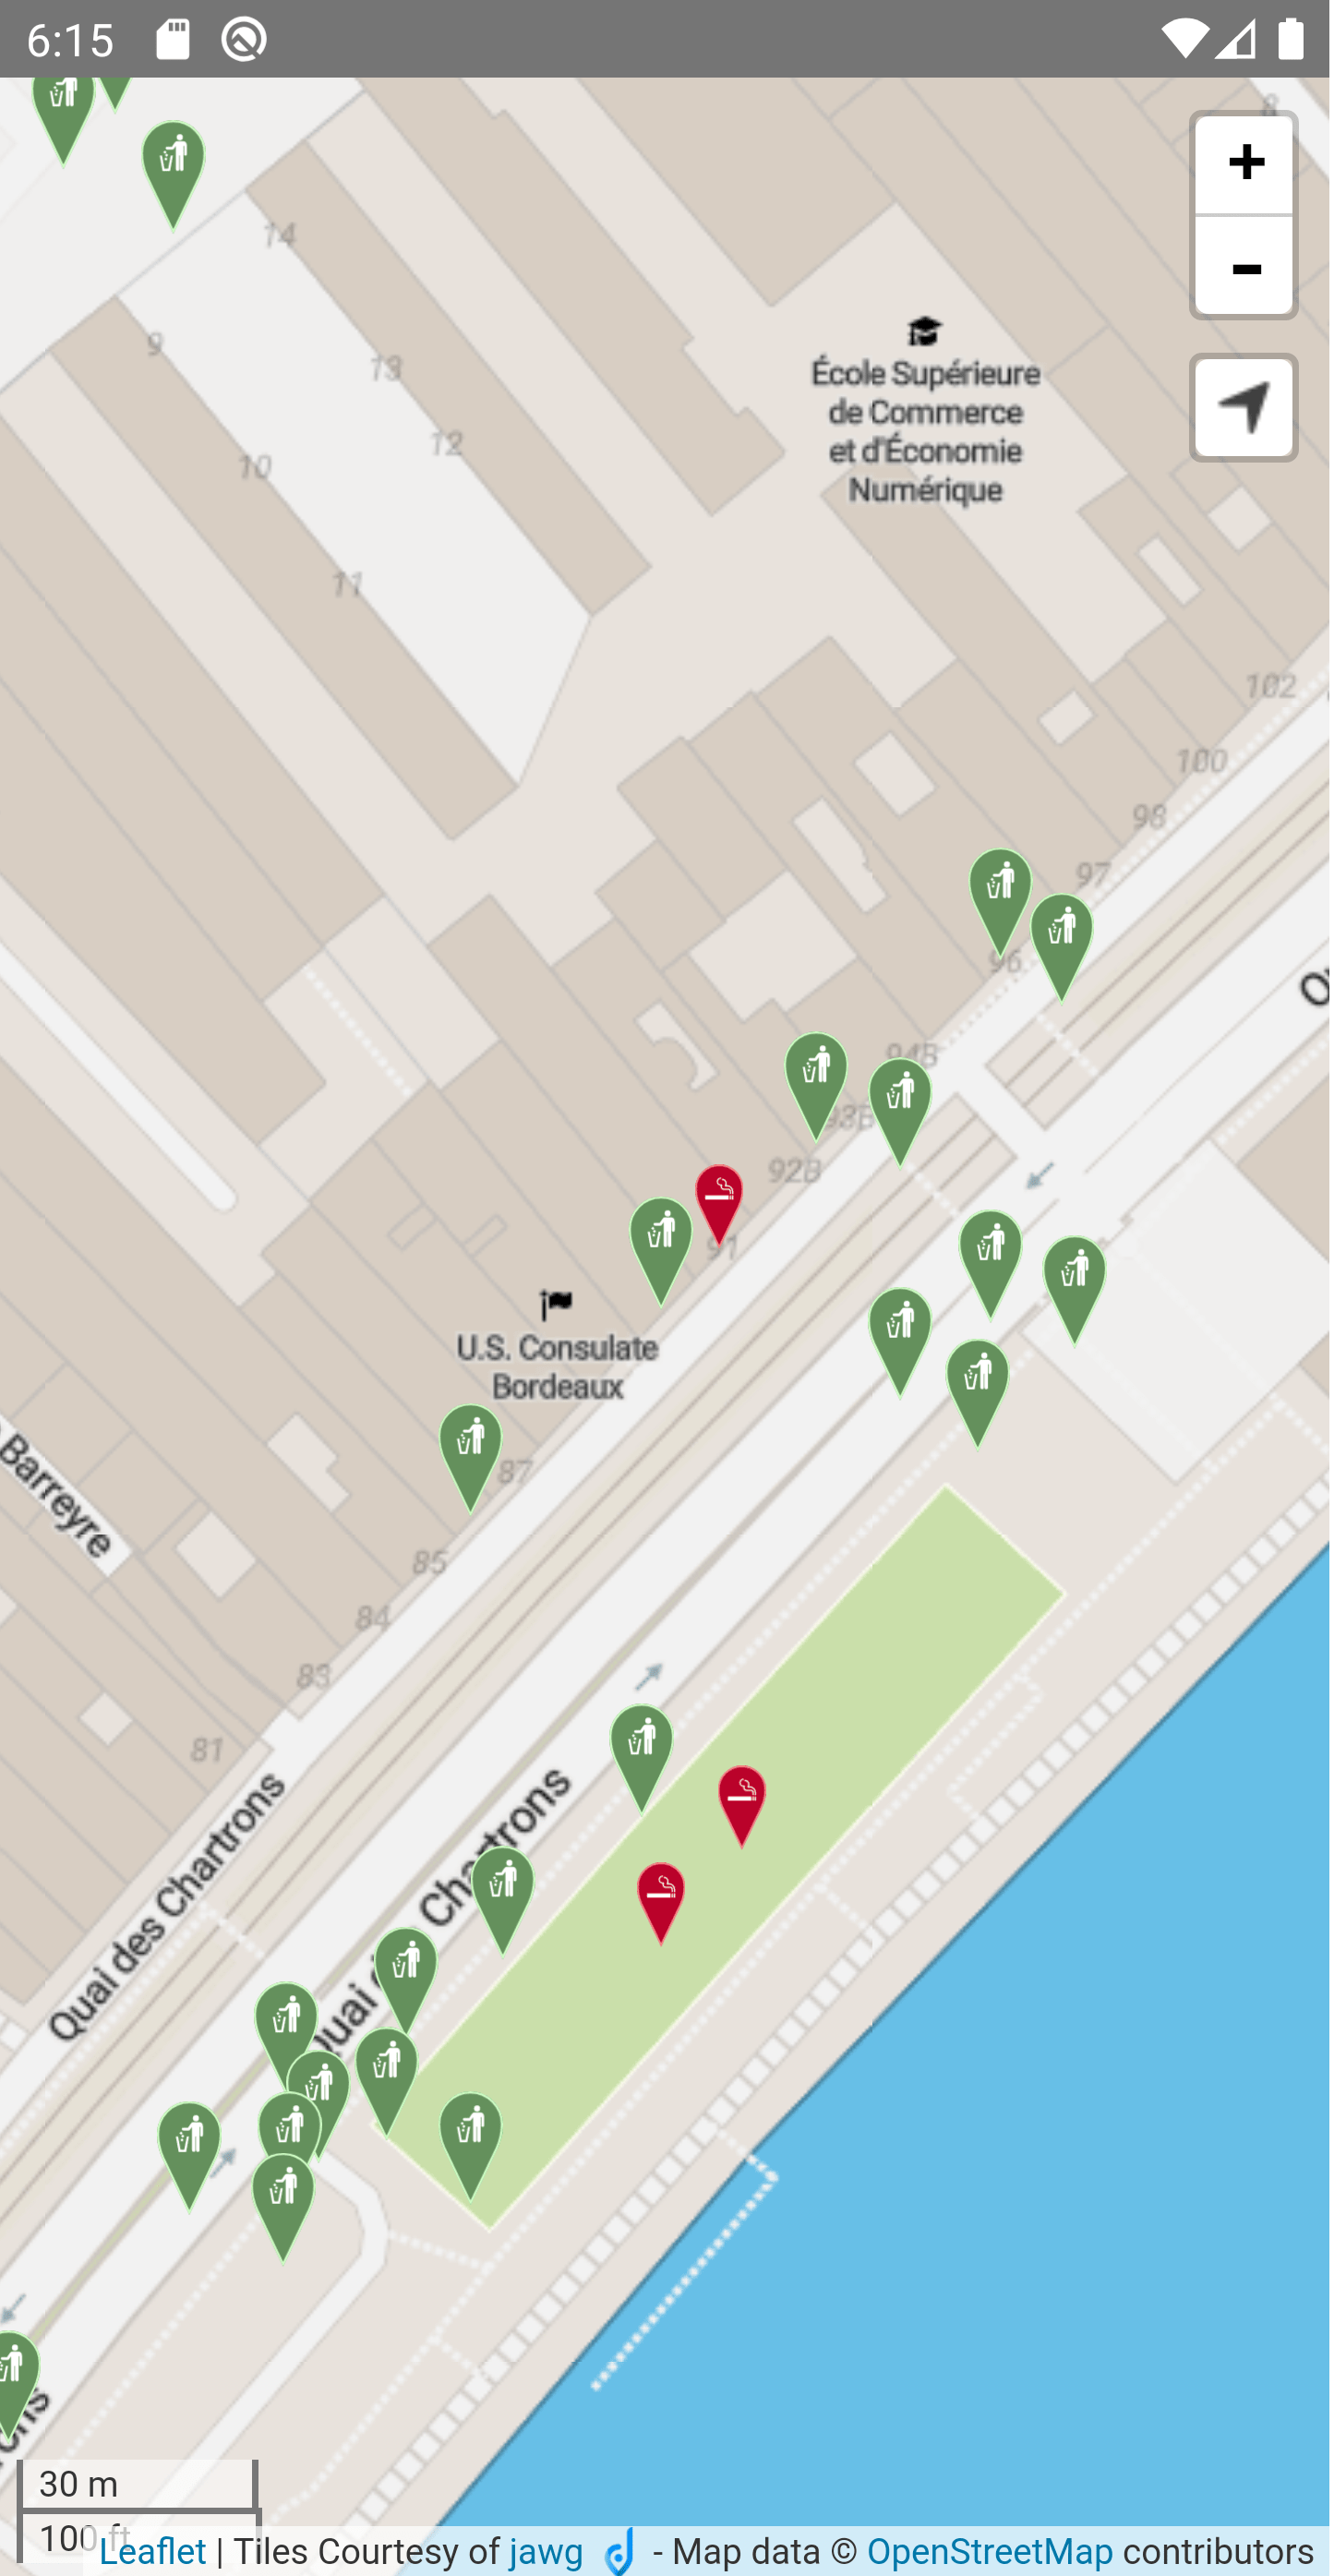 6:15
8
+
14
-
9
École Supérieure
de Commerce
et d'Économie
Numérique
13
12
10
11
102
100
98
97
96
94B
93B
92B
91
U.S. Consulate
Bordeaux
Barreyre
87
85
84
83
81
Quai des Chartrons
Chartrons
30 m
100 ft
Leaflet | Tiles Courtesy of jawg - Map data © OpenStreetMap contributors